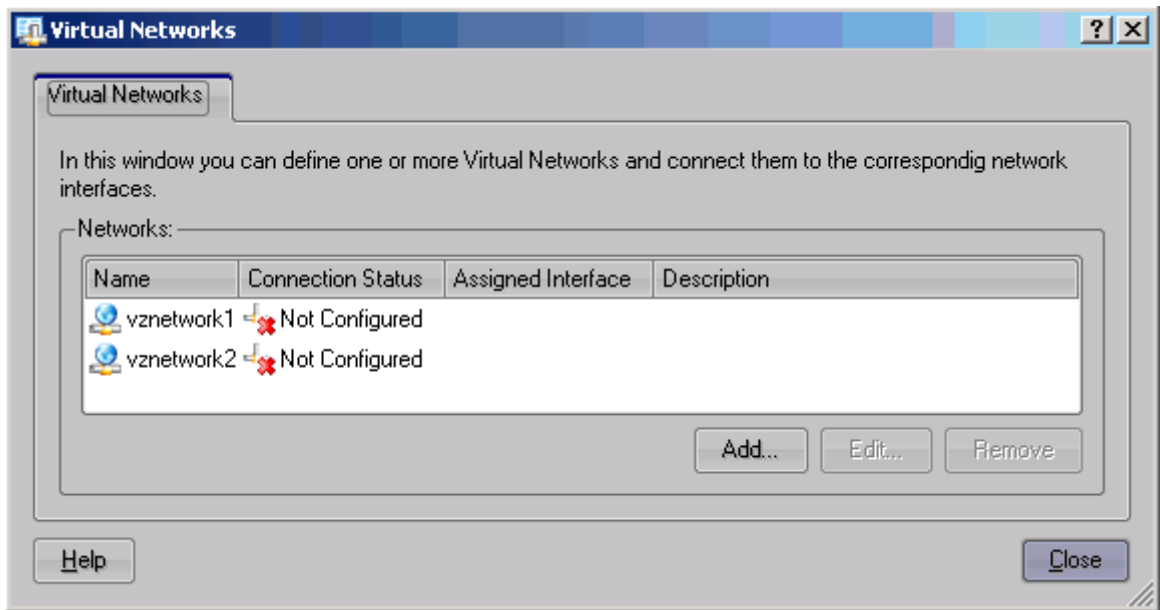 Virtual Networks
Virtual Networks
In this window you can define one or more Virtual Networks and connect them to the correspondig network
interfaces.
Networks:
Name Connection Status Assigned Interface Description
vznetwork1 Not Configured
vznetwork2 Not Configured
Add... Edit... Remove
Help Close